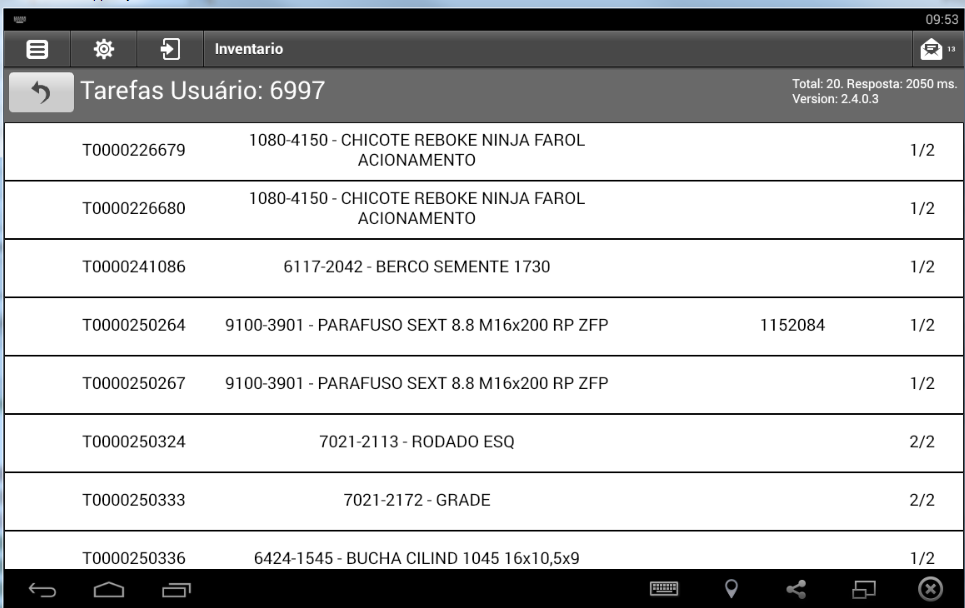 09:53
Inventario
13
Tarefas Usuário: 6997
Total: 20. Resposta: 2050 ms.
Version: 2.4.0.3
T0000226679 1080-4150 - CHICOTE REBOKE NINJA FAROL ACIONAMENTO 1/2
T0000226680 1080-4150 - CHICOTE REBOKE NINJA FAROL ACIONAMENTO 1/2
T0000241086 6117-2042 - BERCO SEMENTE 1730 1/2
T0000250264 9100-3901 - PARAFUSO SEXT 8.8 M16x200 RP ZFP 1152084 1/2
T0000250267 9100-3901 - PARAFUSO SEXT 8.8 M16x200 RP ZFP 1/2
T0000250324 7021-2113 - RODADO ESQ 2/2
T0000250333 7021-2172 - GRADE 2/2
T0000250336 6424-1545 - BUCHA CILIND 1045 16x10,5x9 1/2